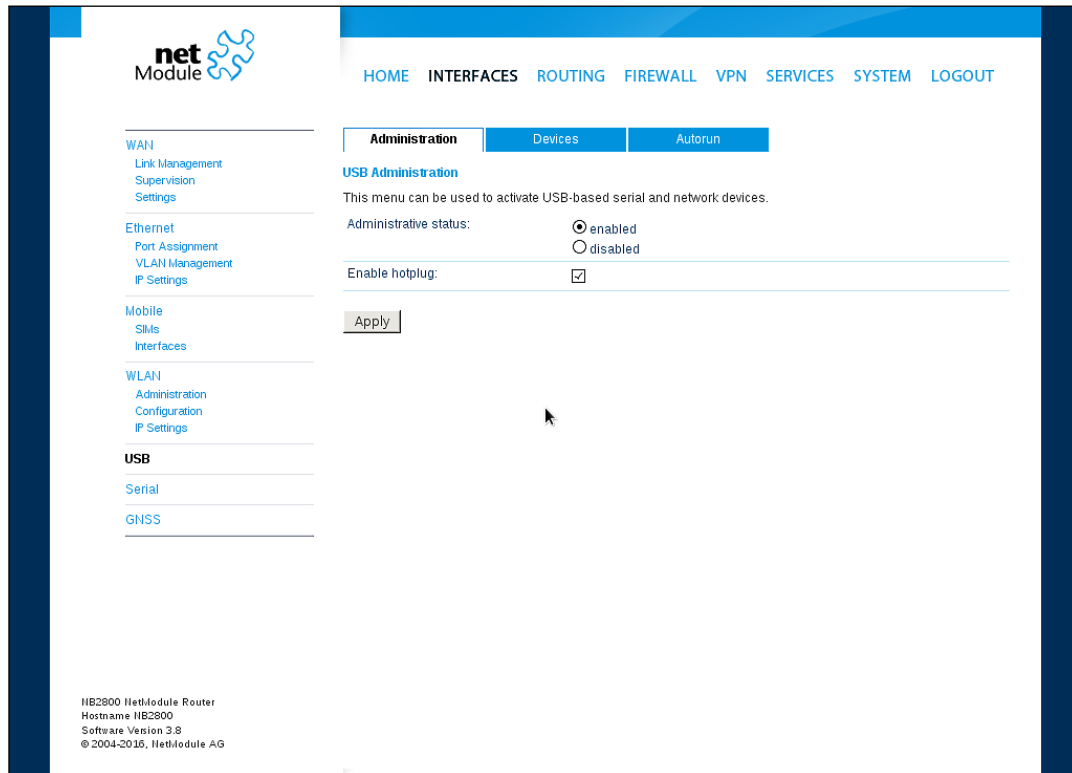 net
Module
HOME INTERFACES ROUTING FIREWALL VPN SERVICES SYSTEM LOGOUT
WAN
Link Management
Supervision
Settings
Ethernet
Port Assignment
VLAN Management
IP Settings
Mobile
SIMs
Interfaces
WLAN
Administration
Configuration
IP Settings
USB
Serial
GNSS
Administration Devices Autorun
USB Administration
This menu can be used to activate USB-based serial and network devices.
Administrative status: enabled
disabled
Enable hotplug:
Apply
NB2800 NetModule Router
Hostname NB2800
Software Version 3.8
© 2004-2016, NetModule AG